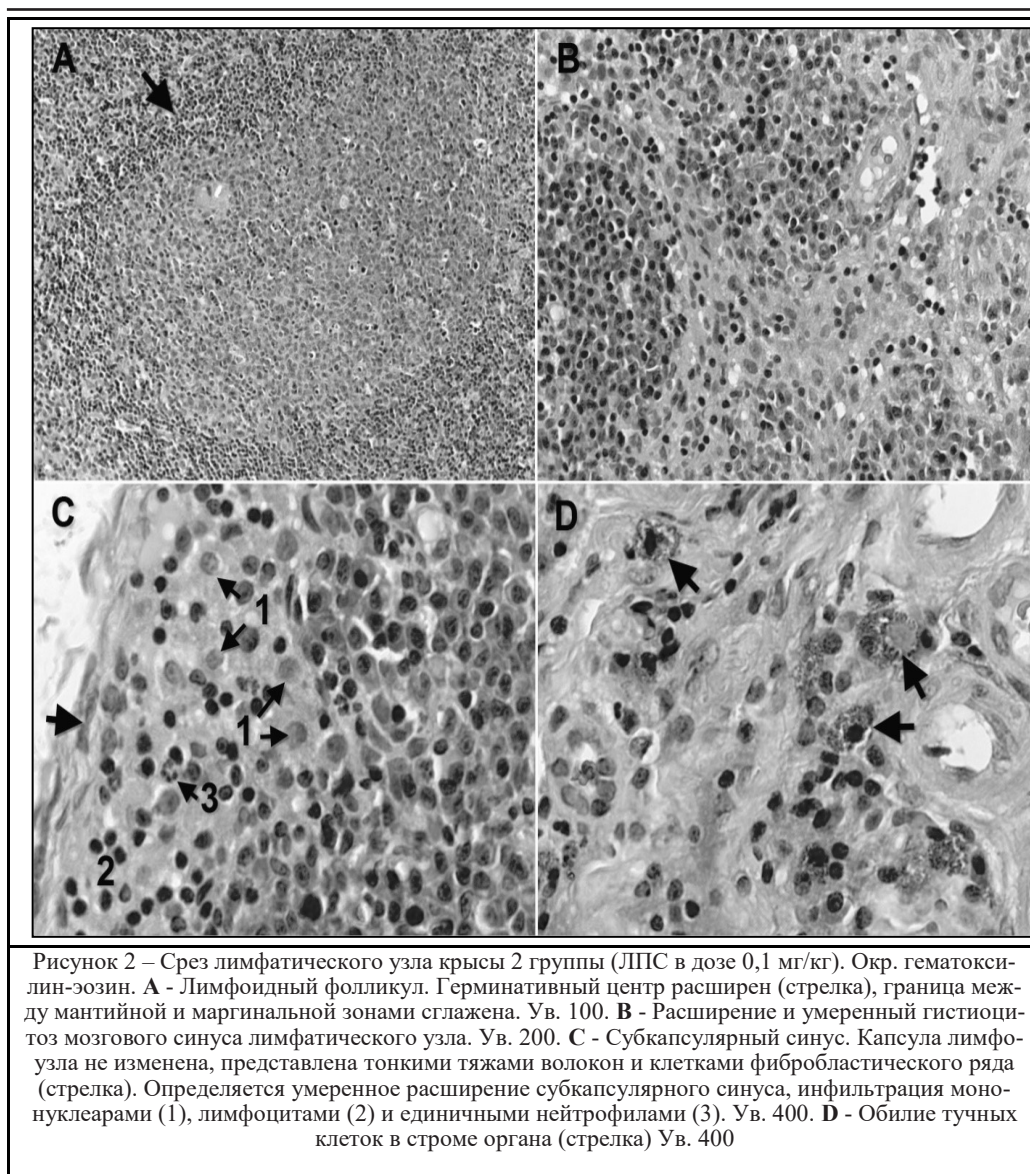 A
B
C
D
1
1
3
2
Рисунок 2 – Срез лимфатического узла крысы 2 группы (ЛПС в дозе 0,1 мг/кг). Окр. гематокси-
лин-эозин. A - Лимфоидный фолликул. Герминативный центр расширен (стрелка), граница меж-
ду мантийной и маргинальной зонами сглажена. Ув. 100. B - Расширение и умеренный гистиоци-
тоз мозгового синуса лимфатического узла. Ув. 200. C - Субкапсулярный синус. Капсула лимфо-
узла не изменена, представлена тонкими тяжами волокон и клетками фибробластического ряда
(стрелка). Определяется умеренное расширение субкапсулярного синуса, инфильтрация моно-
нуклеарами (1), лимфоцитами (2) и единичными нейтрофилами (3). Ув. 400. D - Обилие тучных
клеток в строме органа (стрелка) Ув. 400